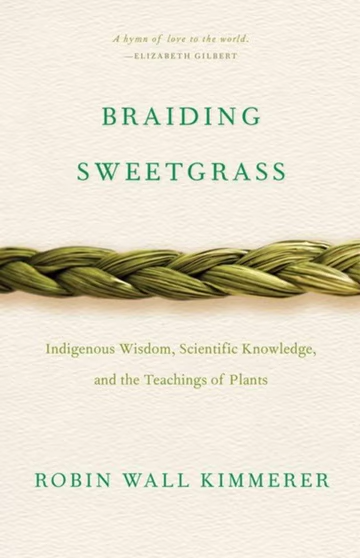 A hymn of love to the world.
—ELIZABETH GILBERT
BRAIDING
SWEETGRASS
Indigenous Wisdom, Scientific Knowledge,
and the Teachings of Plants
ROBIN WALL KIMMERER